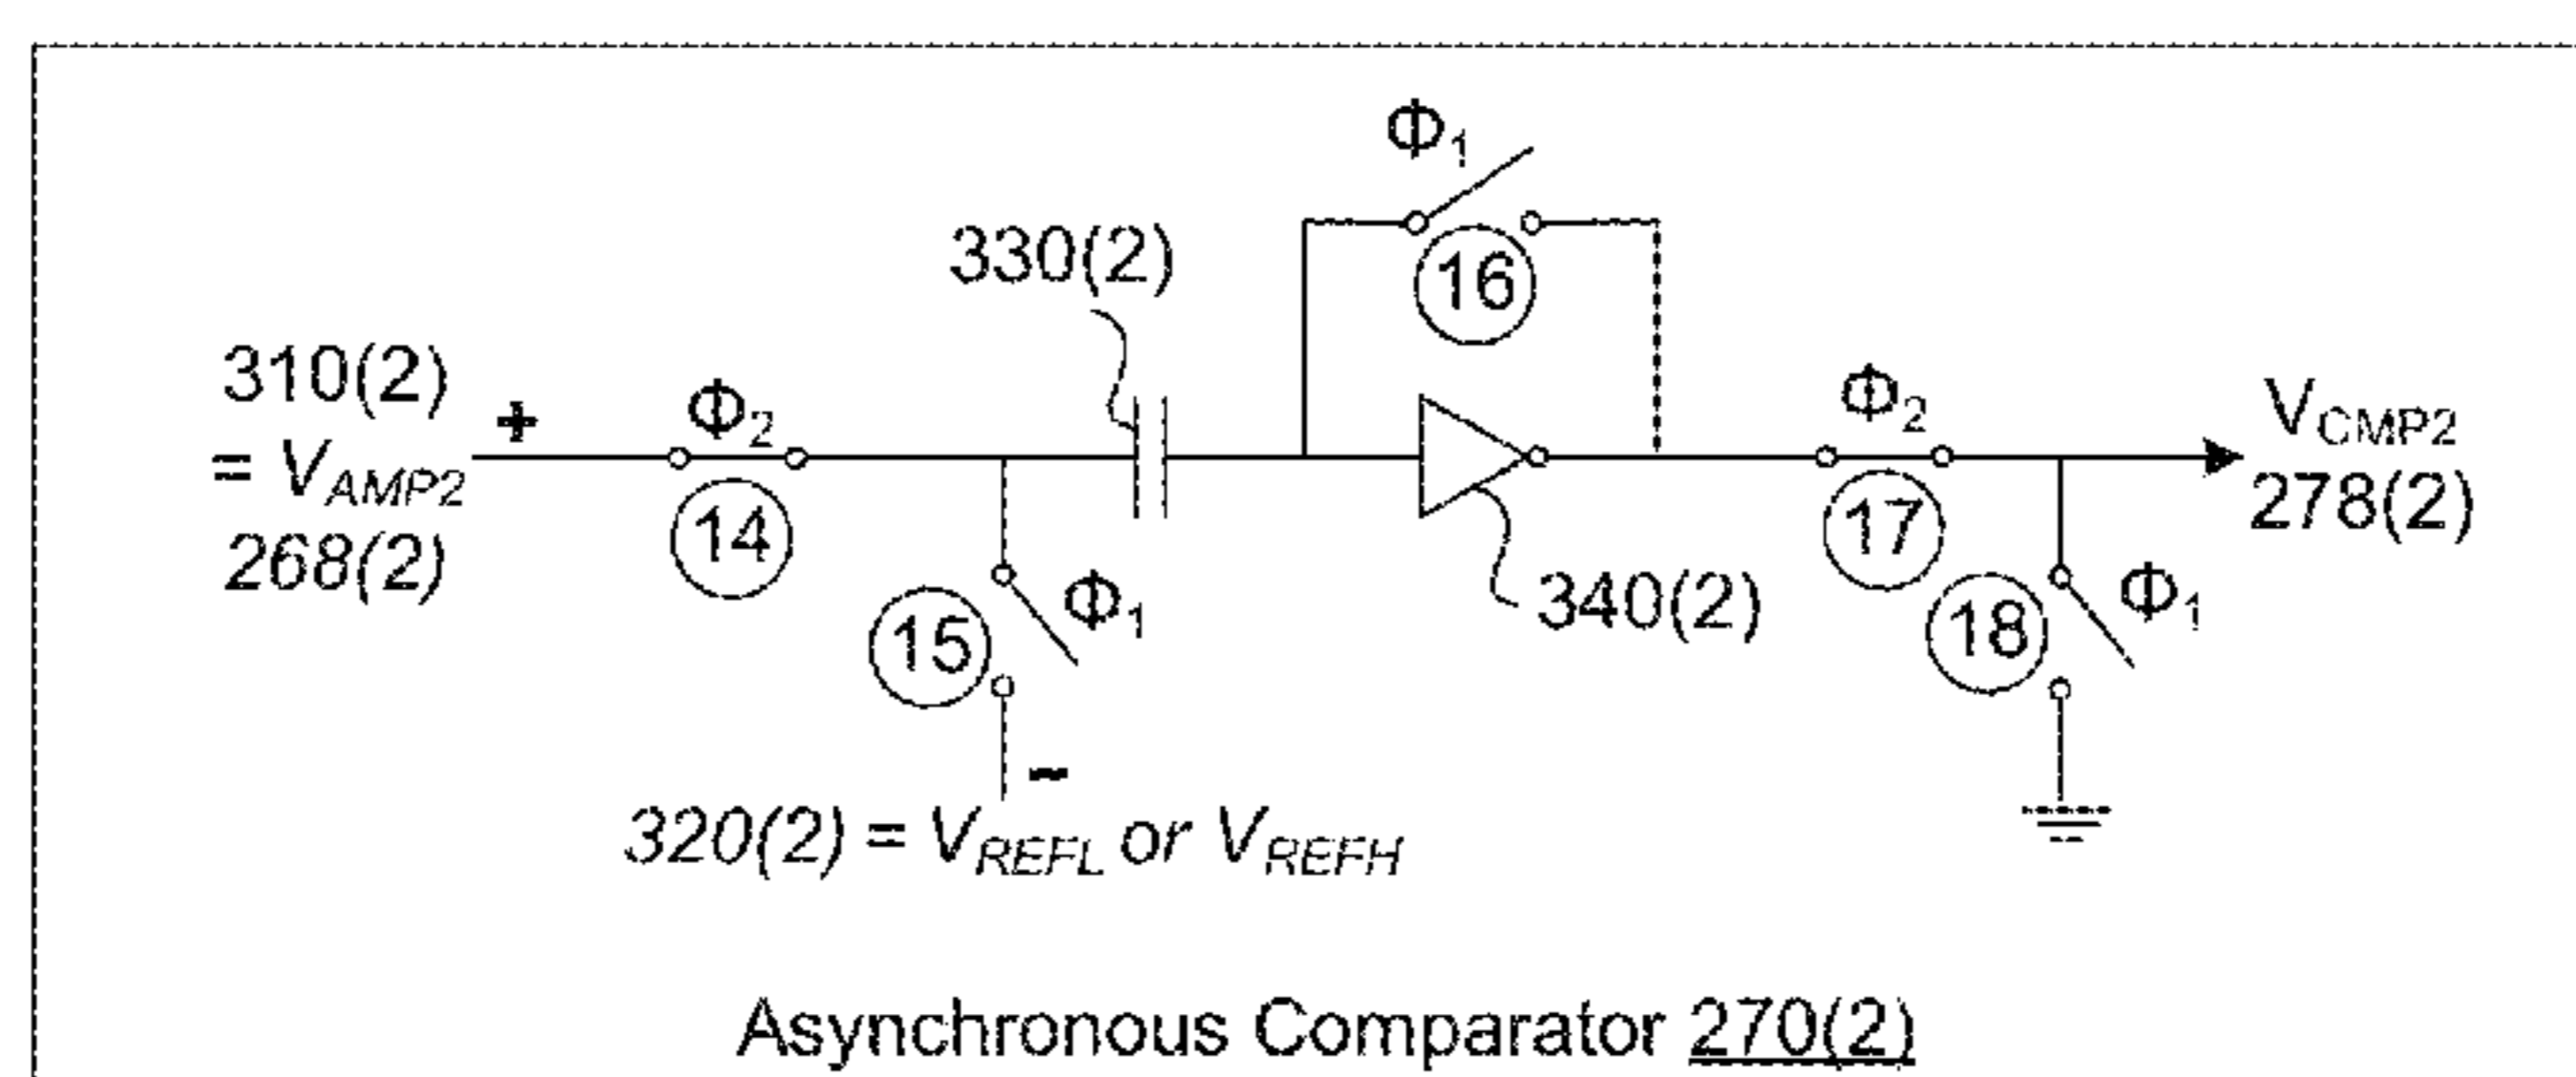 Φ1
16
330(2)
310(2)
= VAMP2
268(2)
+
Φ2
14
Φ2
17
VCMP2
278(2)
15
Φ1
340(2)
18
Φ1
-
320(2) = VREFL or VREFH
Asynchronous Comparator 270(2)